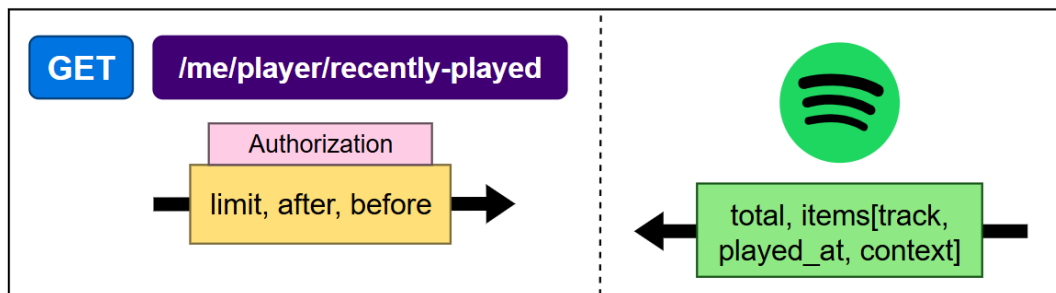 GET
/me/player/recently-played
Authorization
limit, after, before
total, items[track,
played_at, context]